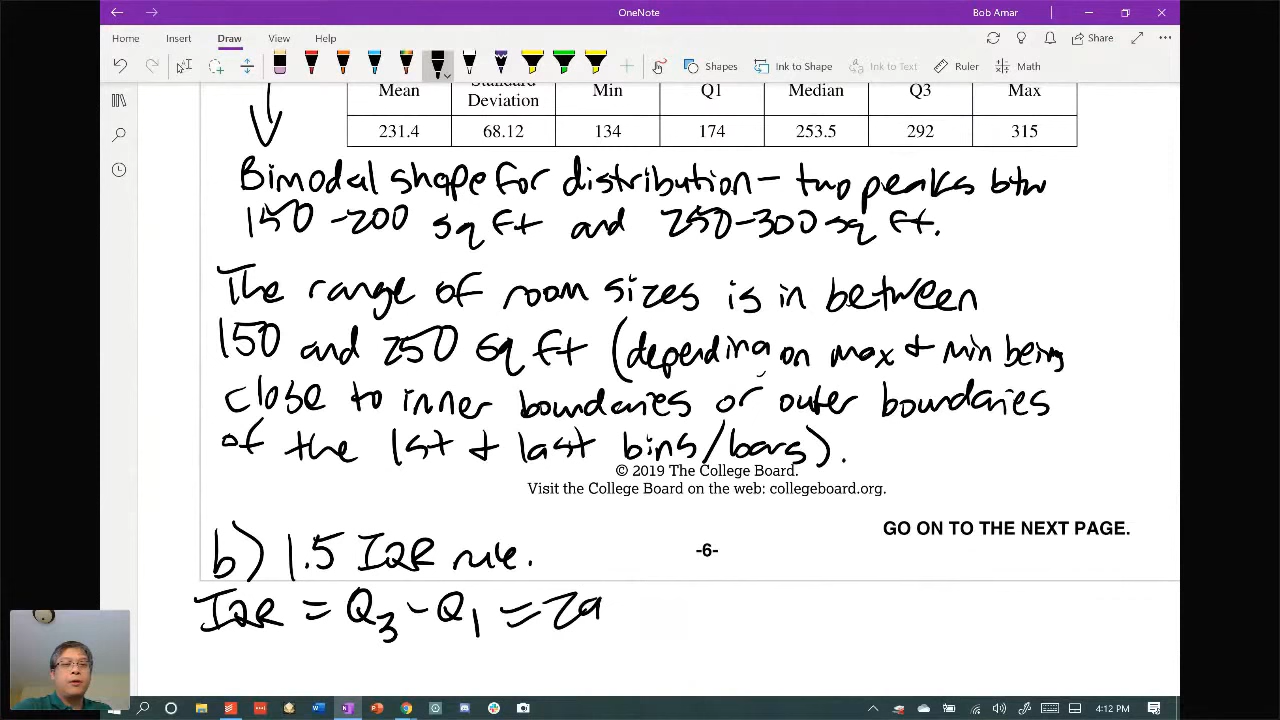 OneNote
Bob Amar
Home Insert Draw View Help
Share
Shapes Ink to Shape Ink to Text Ruler Math
Mean Standard Deviation Min Q1 Median Q3 Max
231.4 68.12 134 174 253.5 292 315
Bimodal shape for distribution - two peaks btw
150-200 sq ft and 250-300 sq ft.
The range of room sizes is in between
150 and 250 sq ft (depending on max & min being
close to inner boundaries or outer boundaries
of the 1st & last bins/bars).
© 2019 The College Board.
Visit the College Board on the web: collegeboard.org.
GO ON TO THE NEXT PAGE.
-6-
b) 1.5 IQR rule.
IQR = Q3 - Q1 = 29
4:12 PM